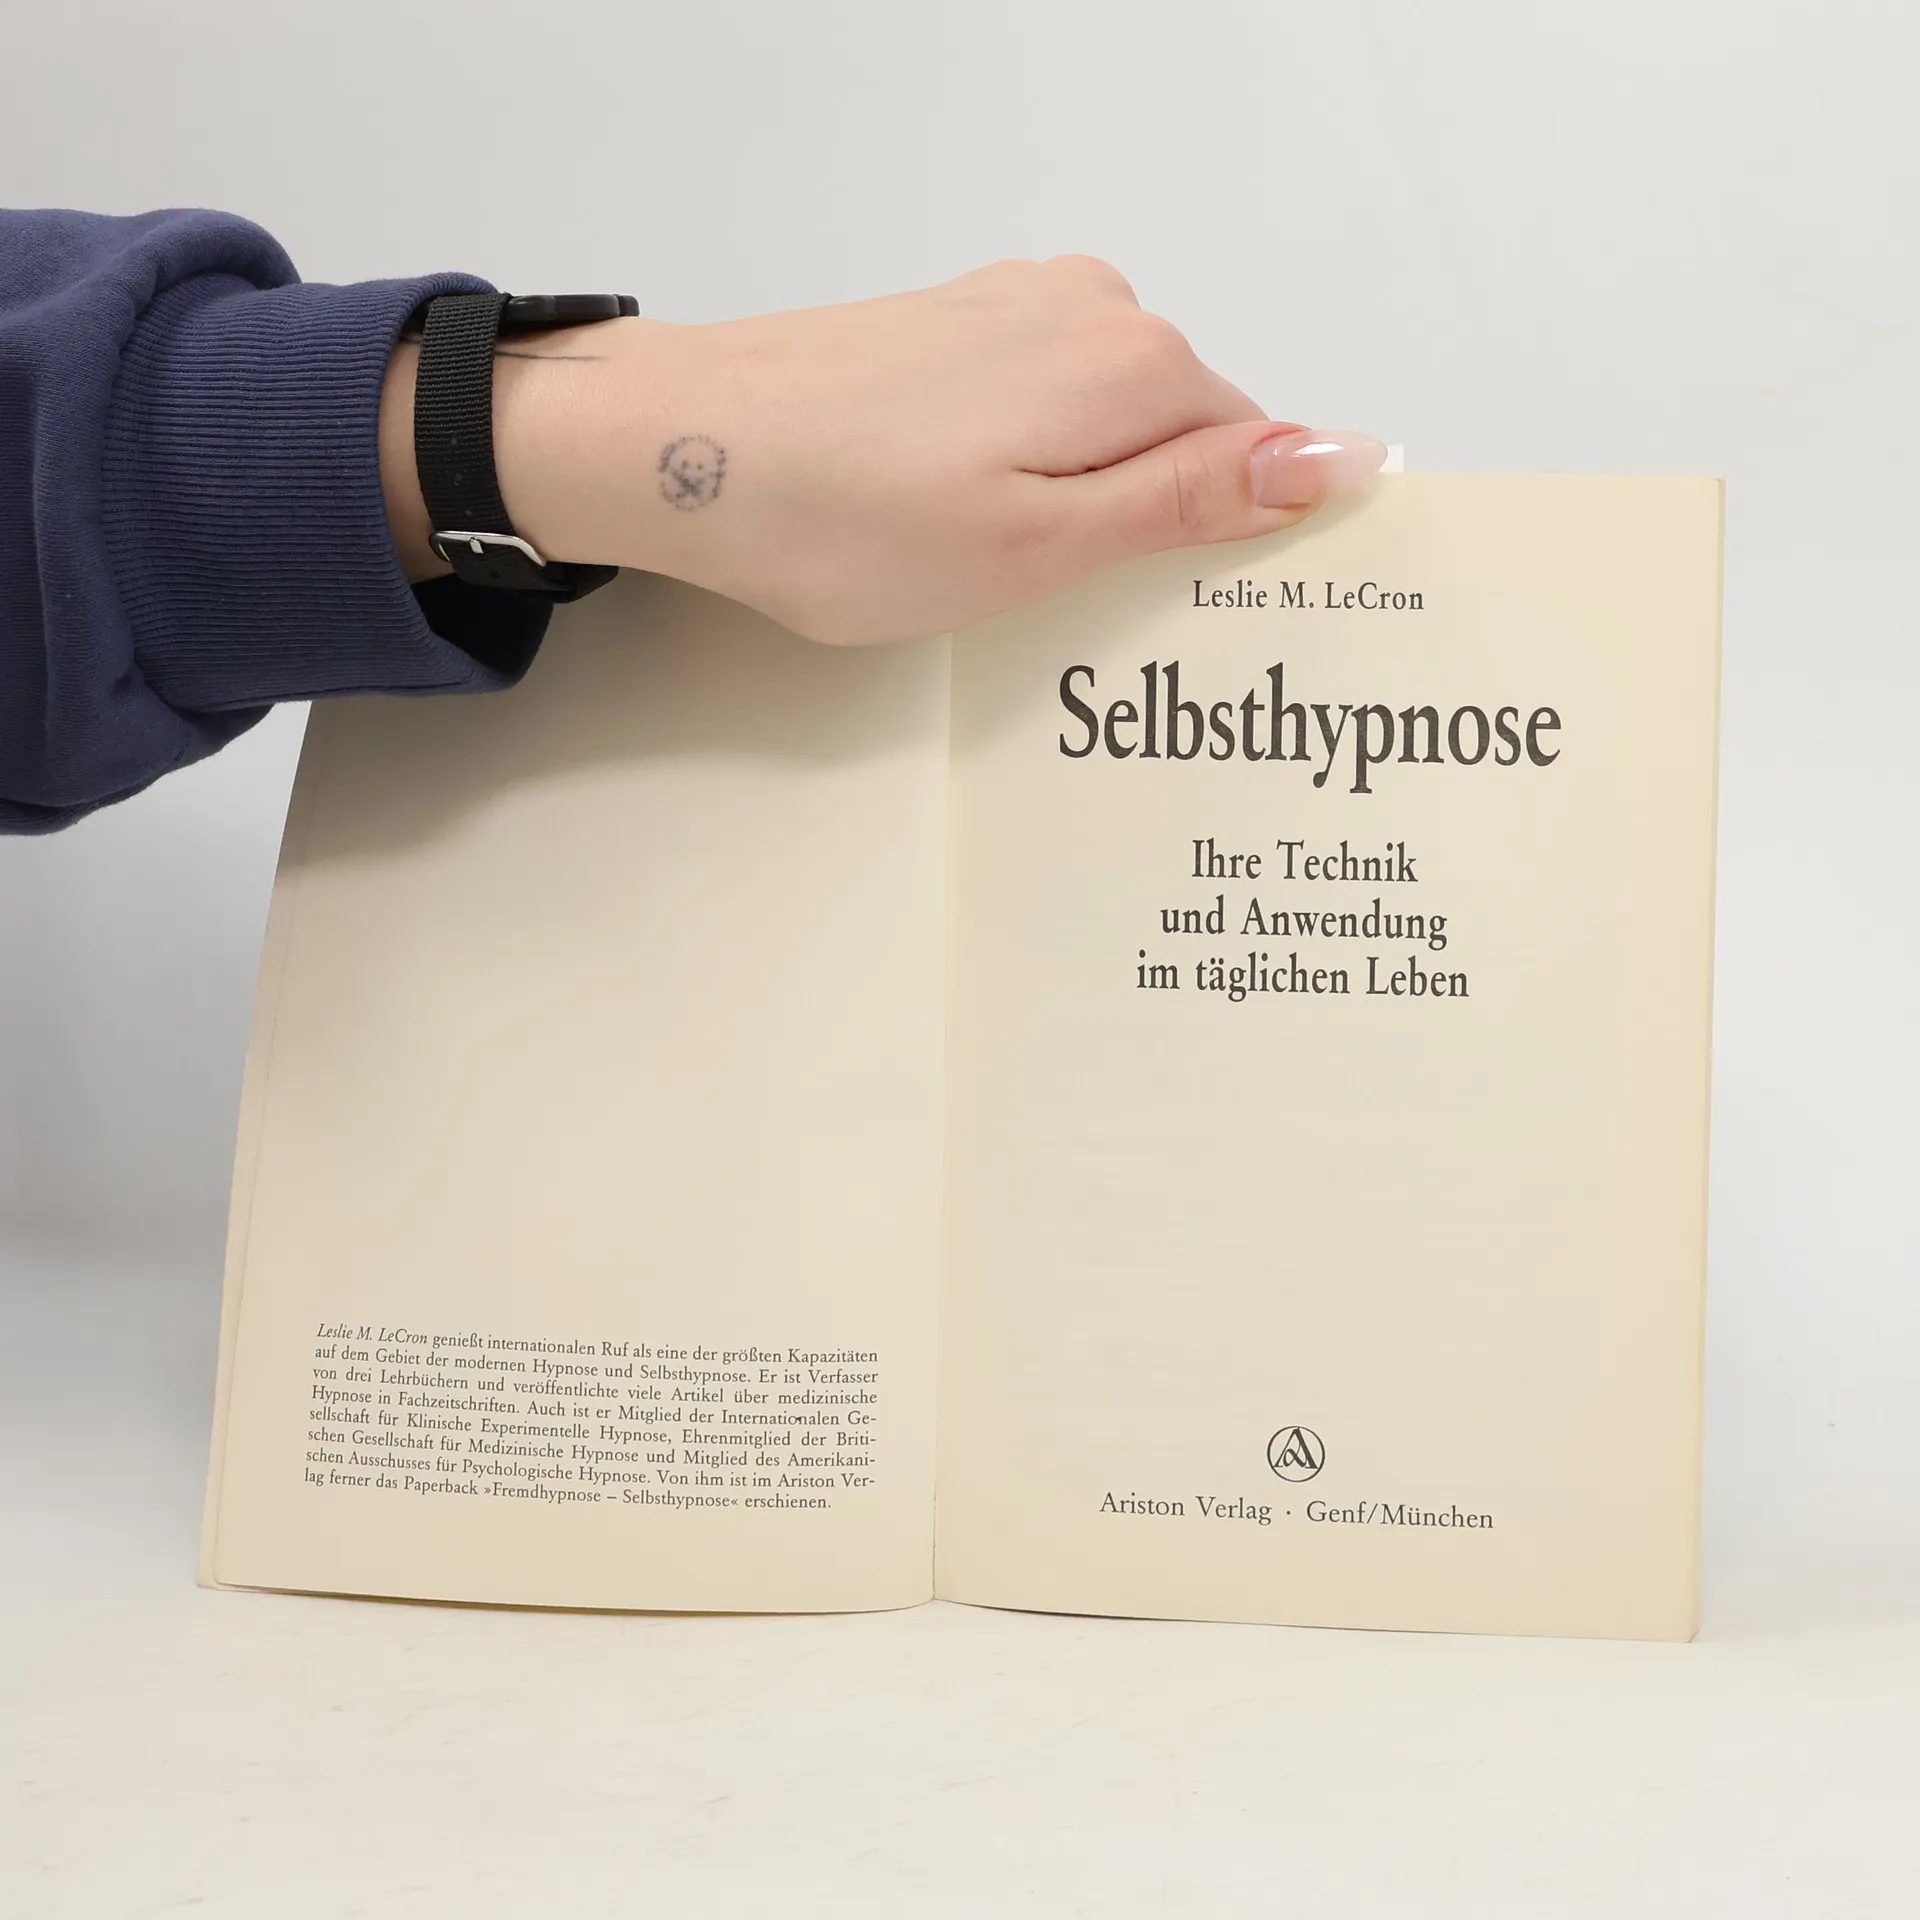 Leslie M. LeCron genießt internationalen Ruf als eine der größten Kapazitäten
auf dem Gebiet der modernen Hypnose und Selbsthypnose. Er ist Verfasser
von drei Lehrbüchern und veröffentlichte viele Artikel über medizinische
Hypnose in Fachzeitschriften. Auch ist er Mitglied der Internationalen Ge-
sellschaft für Klinische Experimentelle Hypnose, Ehrenmitglied der Briti-
schen Gesellschaft für Medizinische Hypnose und Mitglied des Amerikani-
schen Ausschusses für Psychologische Hypnose. Von ihm ist im Ariston Ver-
lag ferner das Paperback »Fremdhypnose – Selbsthypnose« erschienen.
Leslie M. LeCron
Selbsthypnose
Ihre Technik
und Anwendung
im täglichen Leben
A
Ariston Verlag · Genf/München